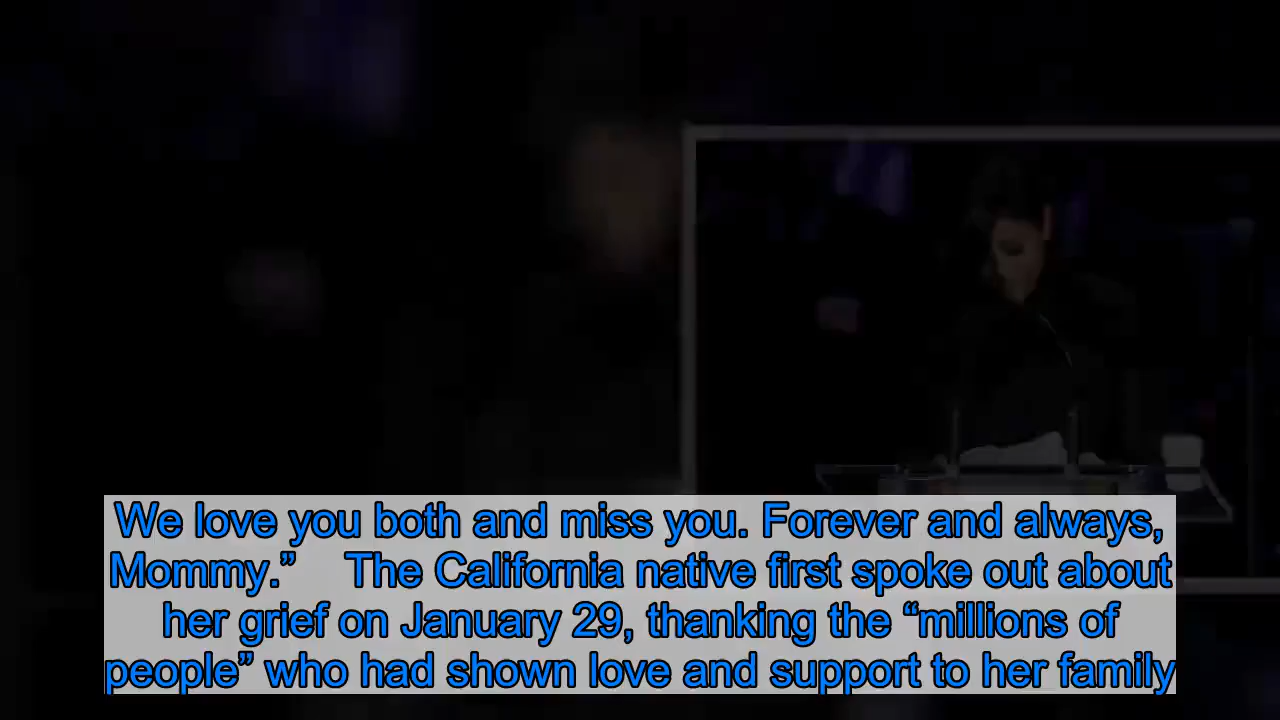 We love you both and miss you. Forever and always,
Mommy.”    The California native first spoke out about
her grief on January 29, thanking the “millions of
people” who had shown love and support to her family